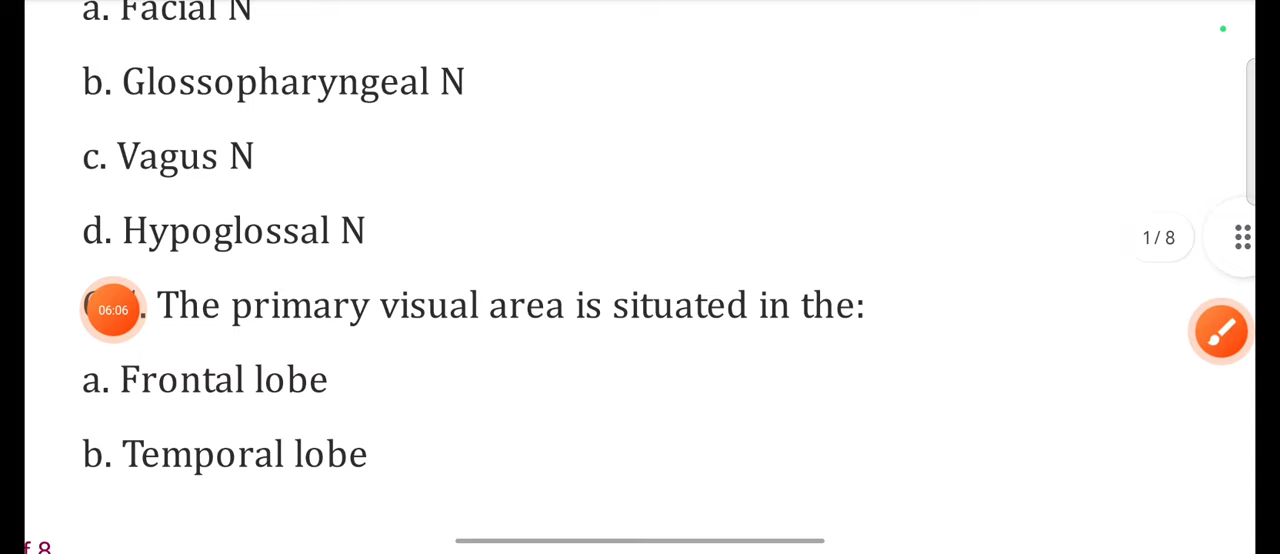 a. Facial N
b. Glossopharyngeal N
c. Vagus N
d. Hypoglossal N
1 / 8
06:06
. The primary visual area is situated in the:
a. Frontal lobe
b. Temporal lobe
f 8